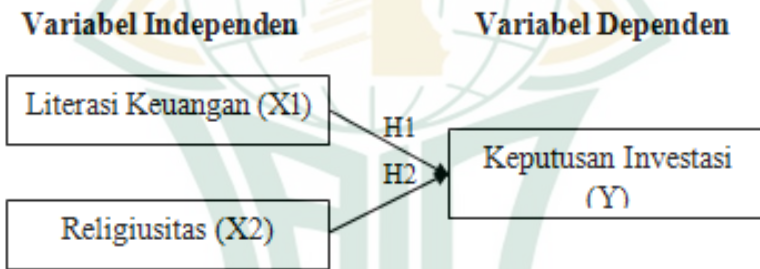 Variabel Independen
Variabel Dependen
Literasi Keuangan (X1)
H1
Keputusan Investasi
(Y)
H2
Religiusitas (X2)